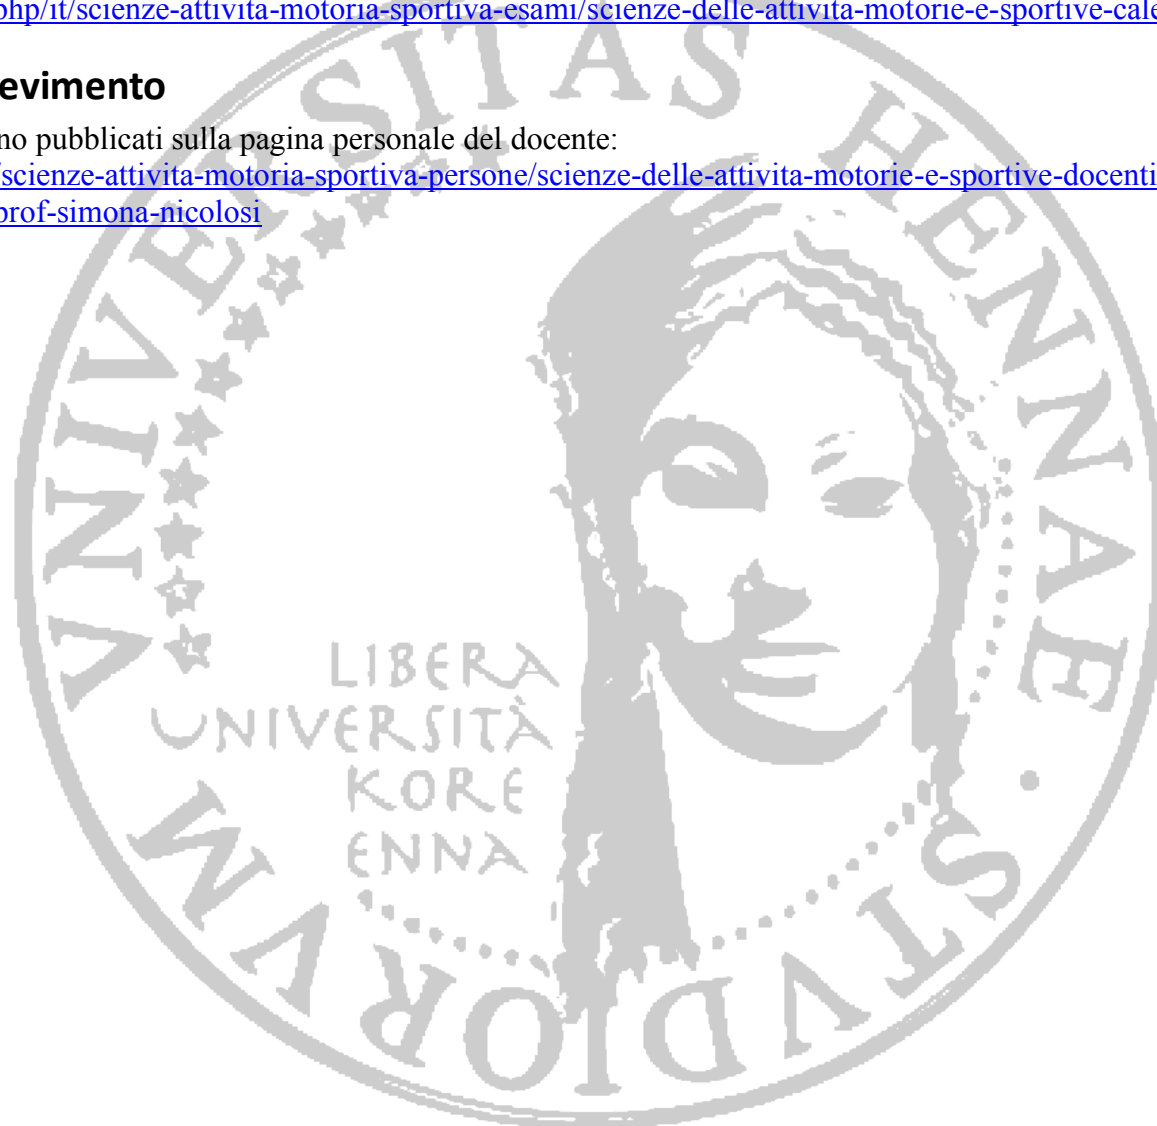 php/it/scienze-attivita-motoria-sportiva-esami/scienze-delle-attivita-motorie-e-sportive-cale
evimento
no pubblicati sulla pagina personale del docente:
/scienze-attivita-motoria-sportiva-persone/scienze-delle-attivita-motorie-e-sportive-docenti
prof-simona-nicolosi
VNIVERSITAS HENNAE · STVDIORVM
LIBERA
UNIVERSITÀ
KORE
ENNA